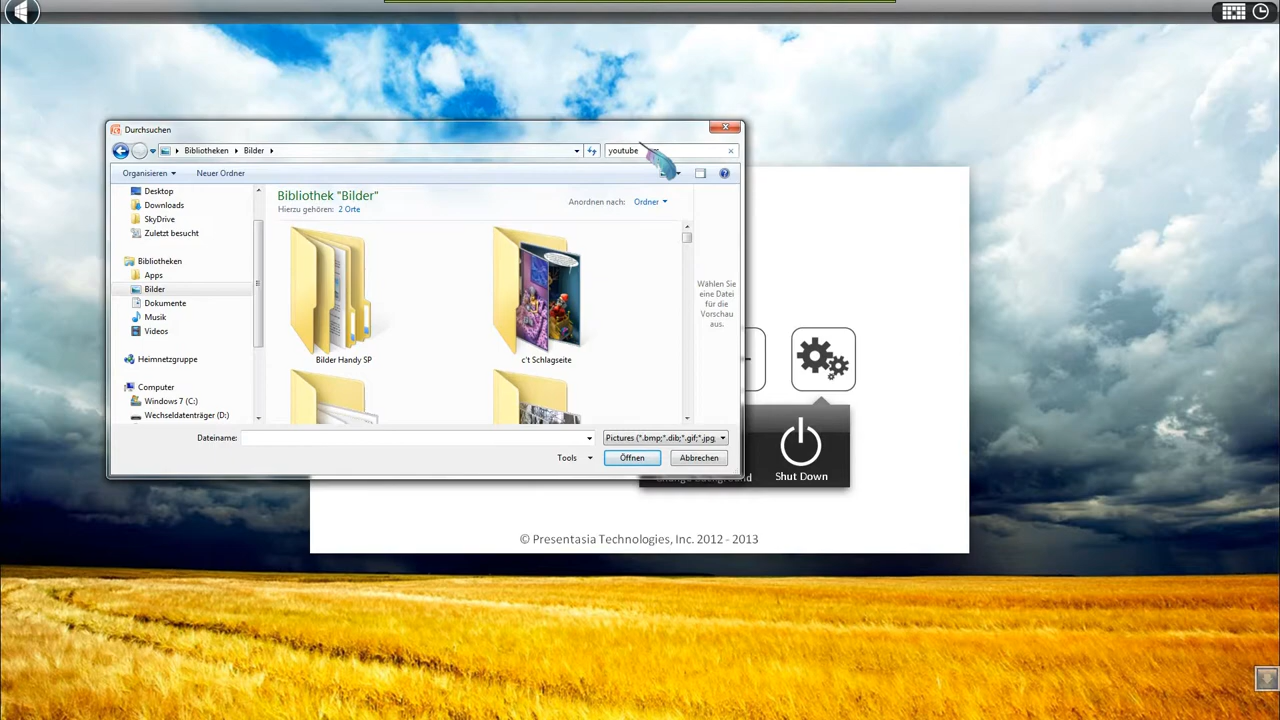 Durchsuchen
Bibliotheken
Bilder
youtube
Organisieren
Neuer Ordner
Desktop
Downloads
SkyDrive
Zuletzt besucht
Bibliotheken
Apps
Bilder
Dokumente
Musik
Videos
Heimnetzgruppe
Computer
Windows 7 (C:)
Wechseldatenträger (D:)
Bibliothek "Bilder"
Hierzu gehören: 2 Orte
Anordnen nach: Ordner
Bilder Handy SP
c't Schlagseite
Wählen Sie
eine Datei
für die
Vorschau
aus.
Dateiname:
Pictures (*.bmp;*.dib;*.gif;*.jpg,
Tools
Öffnen
Abbrechen
Shut Down
© Presentasia Technologies, Inc. 2012 - 2013